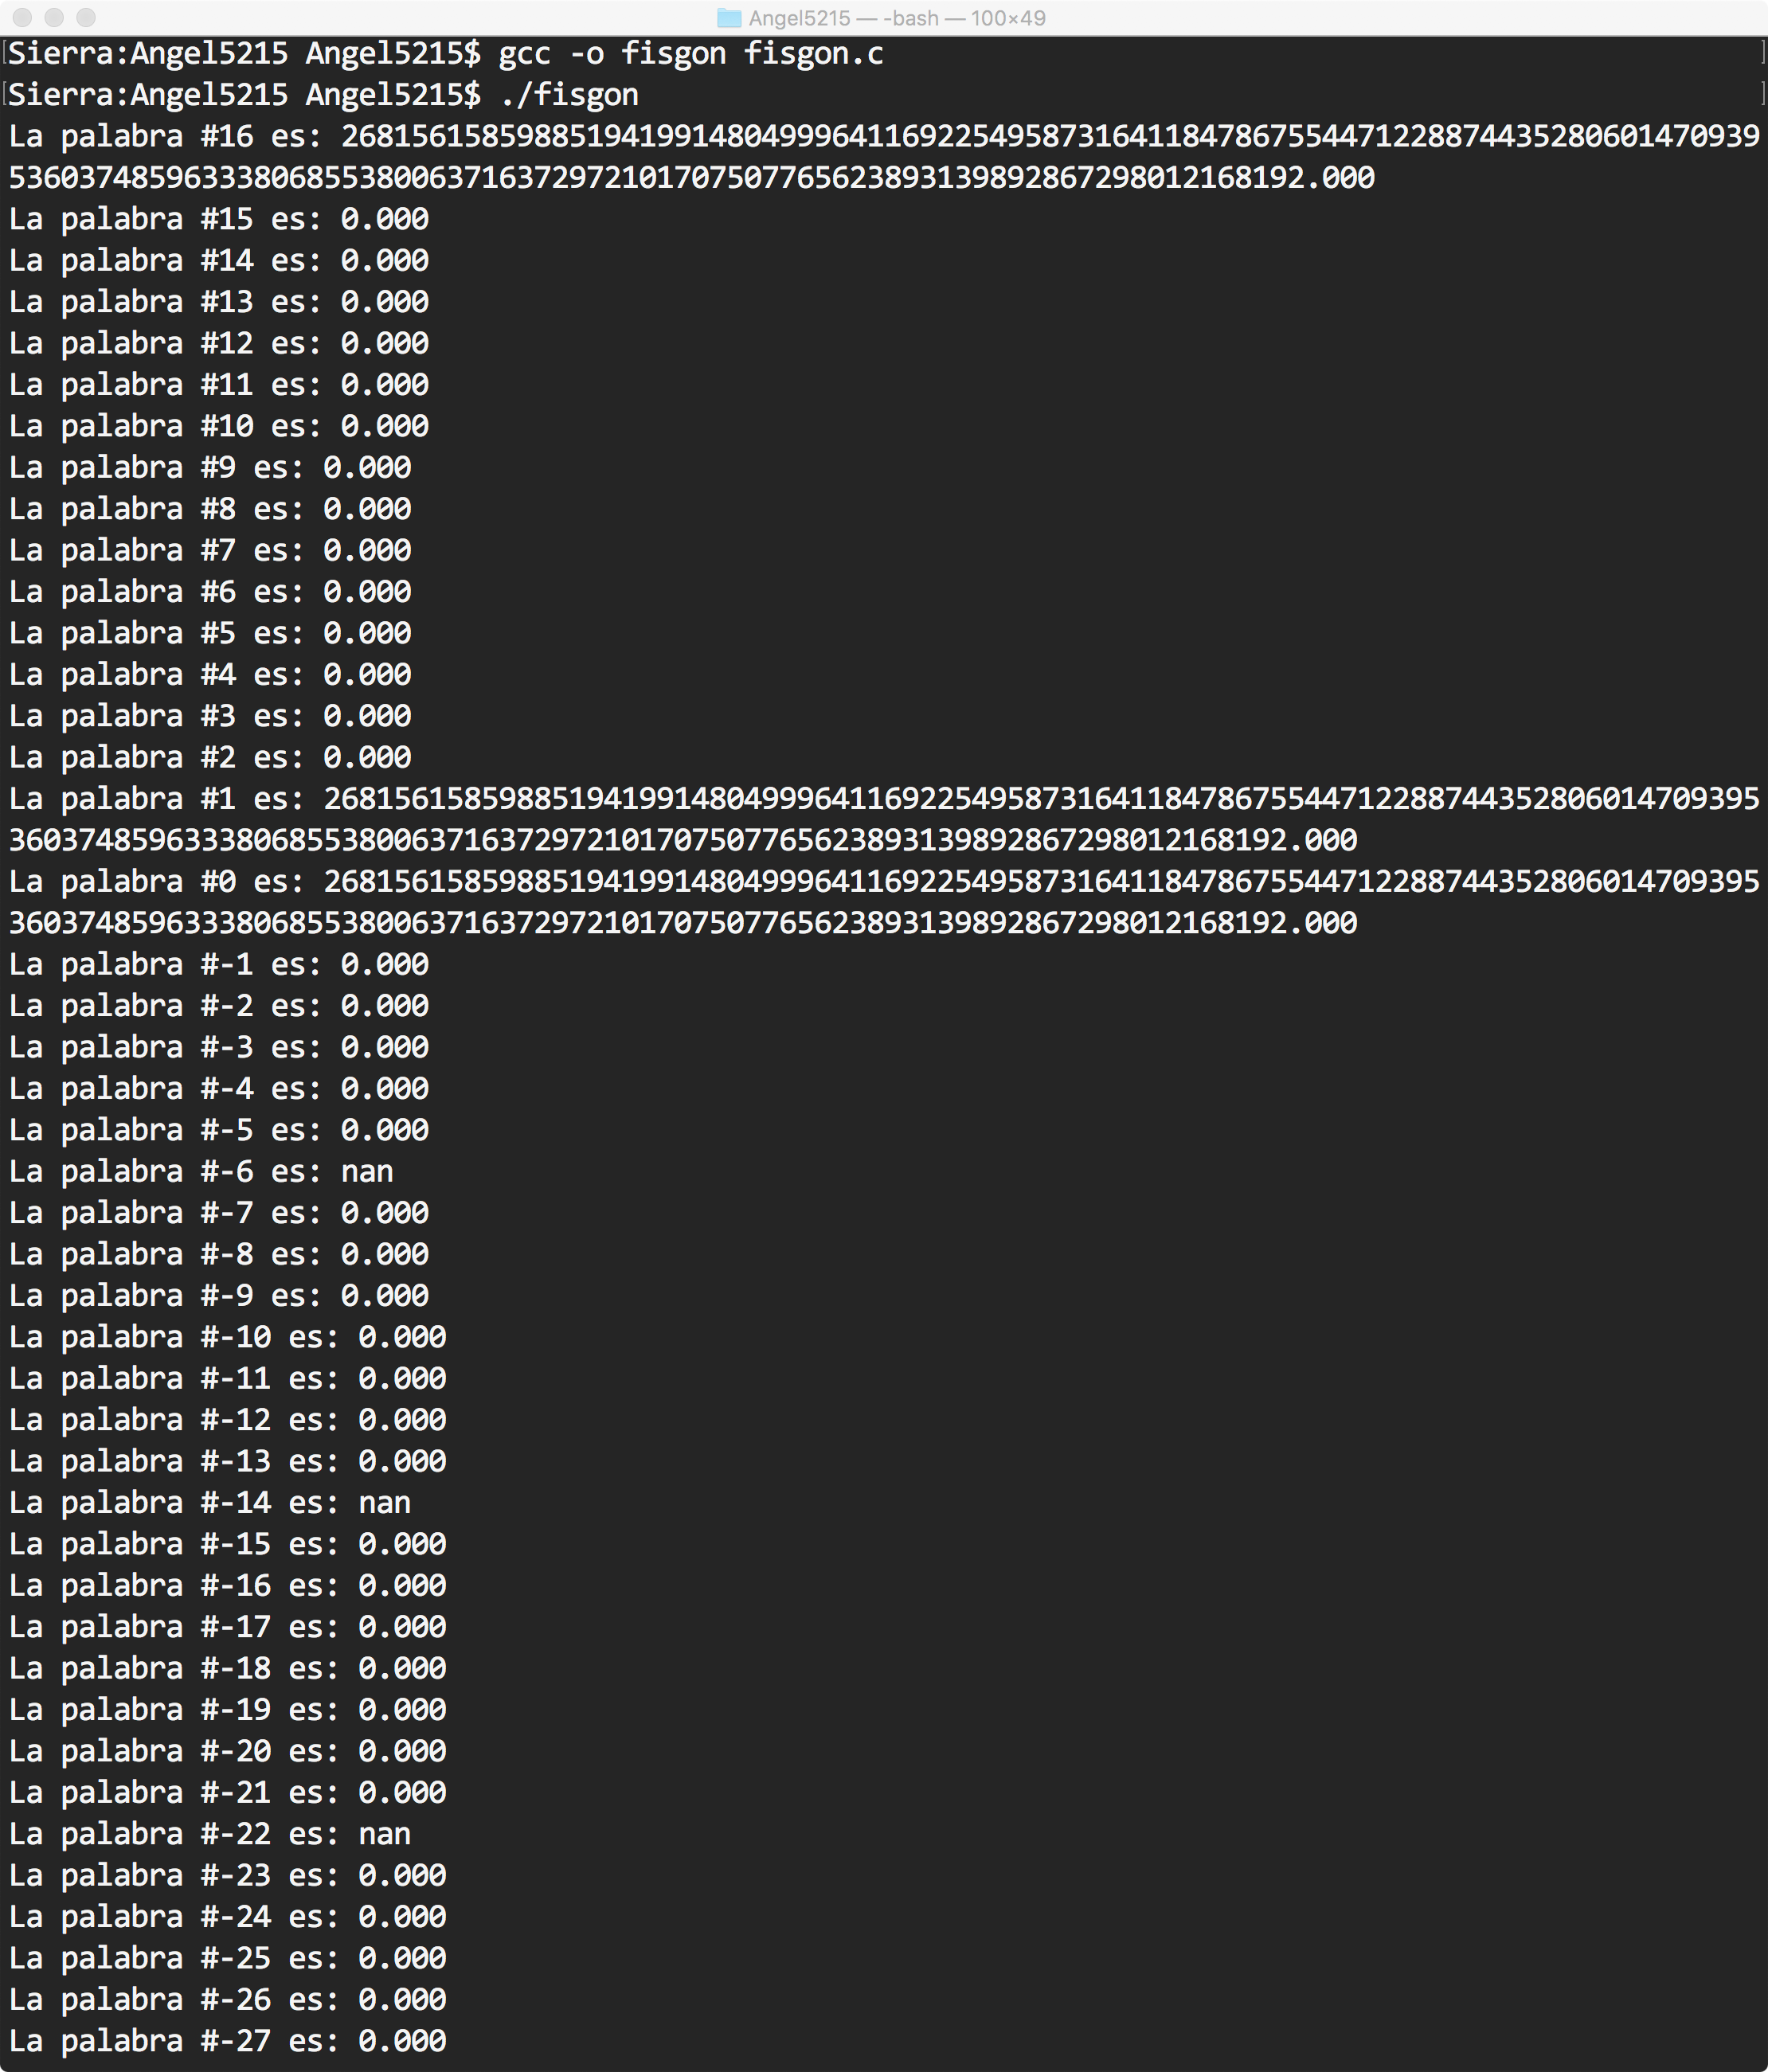 Angel5215 — -bash — 100×49
[Sierra:Angel5215 Angel5215$ gcc -o fisgon fisgon.c ]
[Sierra:Angel5215 Angel5215$ ./fisgon ]
La palabra #16 es: 268156158598851941991480499964116922549587316411847867554471228874435280601470939
536037485963338068553800637163729721017075077656238931398928672980121681​92.000
La palabra #15 es: 0.000
La palabra #14 es: 0.000
La palabra #13 es: 0.000
La palabra #12 es: 0.000
La palabra #11 es: 0.000
La palabra #10 es: 0.000
La palabra #9 es: 0.000
La palabra #8 es: 0.000
La palabra #7 es: 0.000
La palabra #6 es: 0.000
La palabra #5 es: 0.000
La palabra #4 es: 0.000
La palabra #3 es: 0.000
La palabra #2 es: 0.000
La palabra #1 es: 2681561585988519419914804999641169225495873164118478675544712288744352806014709395
3603748596333806855380063716372972101707507765623893139892867298012168192.000
La palabra #0 es: 2681561585988519419914804999641169225495873164118478675544712288744352806014709395
3603748596333806855380063716372972101707507765623893139892867298012168192.000
La palabra #-1 es: 0.000
La palabra #-2 es: 0.000
La palabra #-3 es: 0.000
La palabra #-4 es: 0.000
La palabra #-5 es: 0.000
La palabra #-6 es: nan
La palabra #-7 es: 0.000
La palabra #-8 es: 0.000
La palabra #-9 es: 0.000
La palabra #-10 es: 0.000
La palabra #-11 es: 0.000
La palabra #-12 es: 0.000
La palabra #-13 es: 0.000
La palabra #-14 es: nan
La palabra #-15 es: 0.000
La palabra #-16 es: 0.000
La palabra #-17 es: 0.000
La palabra #-18 es: 0.000
La palabra #-19 es: 0.000
La palabra #-20 es: 0.000
La palabra #-21 es: 0.000
La palabra #-22 es: nan
La palabra #-23 es: 0.000
La palabra #-24 es: 0.000
La palabra #-25 es: 0.000
La palabra #-26 es: 0.000
La palabra #-27 es: 0.000